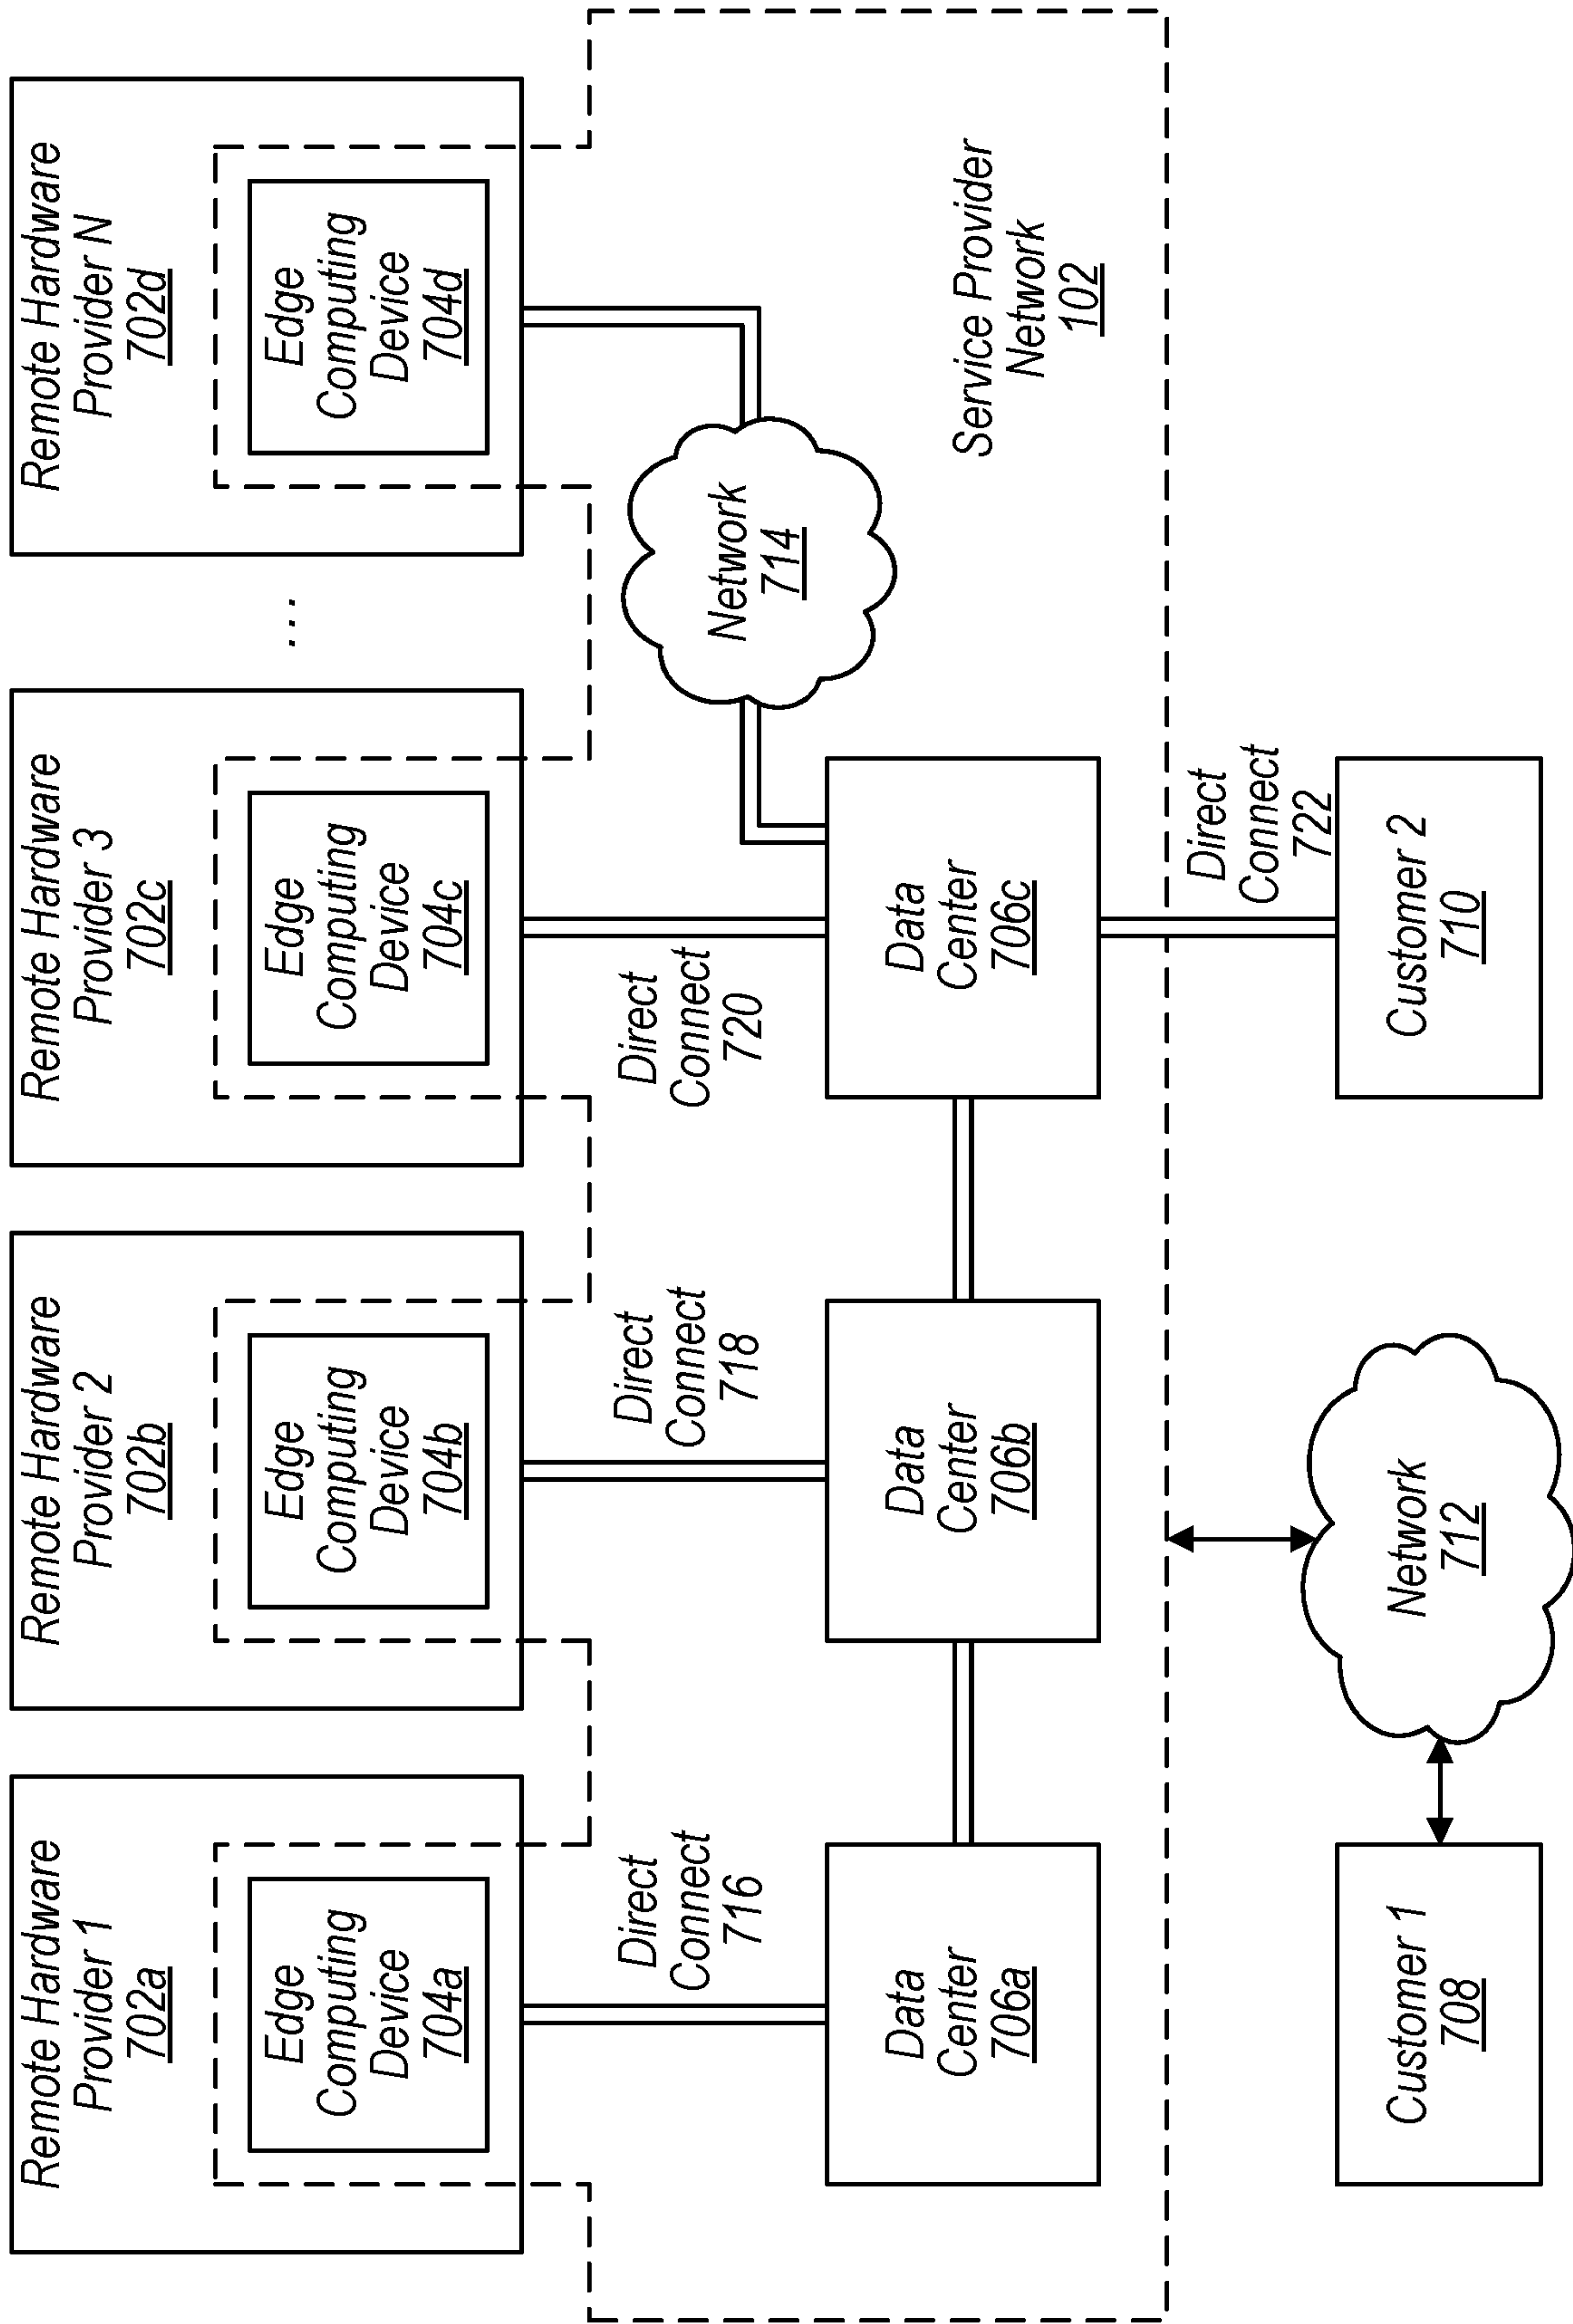 Remote Hardware
Provider 1
702a
Edge
Computing
Device
704a
Remote Hardware
Provider 2
702b
Edge
Computing
Device
704b
Remote Hardware
Provider 3
702c
Edge
Computing
Device
704c
...
Remote Hardware
Provider N
702d
Edge
Computing
Device
704d
Direct
Connect
716
Direct
Connect
718
Direct
Connect
720
Network
714
Data
Center
706a
Data
Center
706b
Data
Center
706c
Service Provider
Network
102
Direct
Connect
722
Customer 1
708
Network
712
Customer 2
710